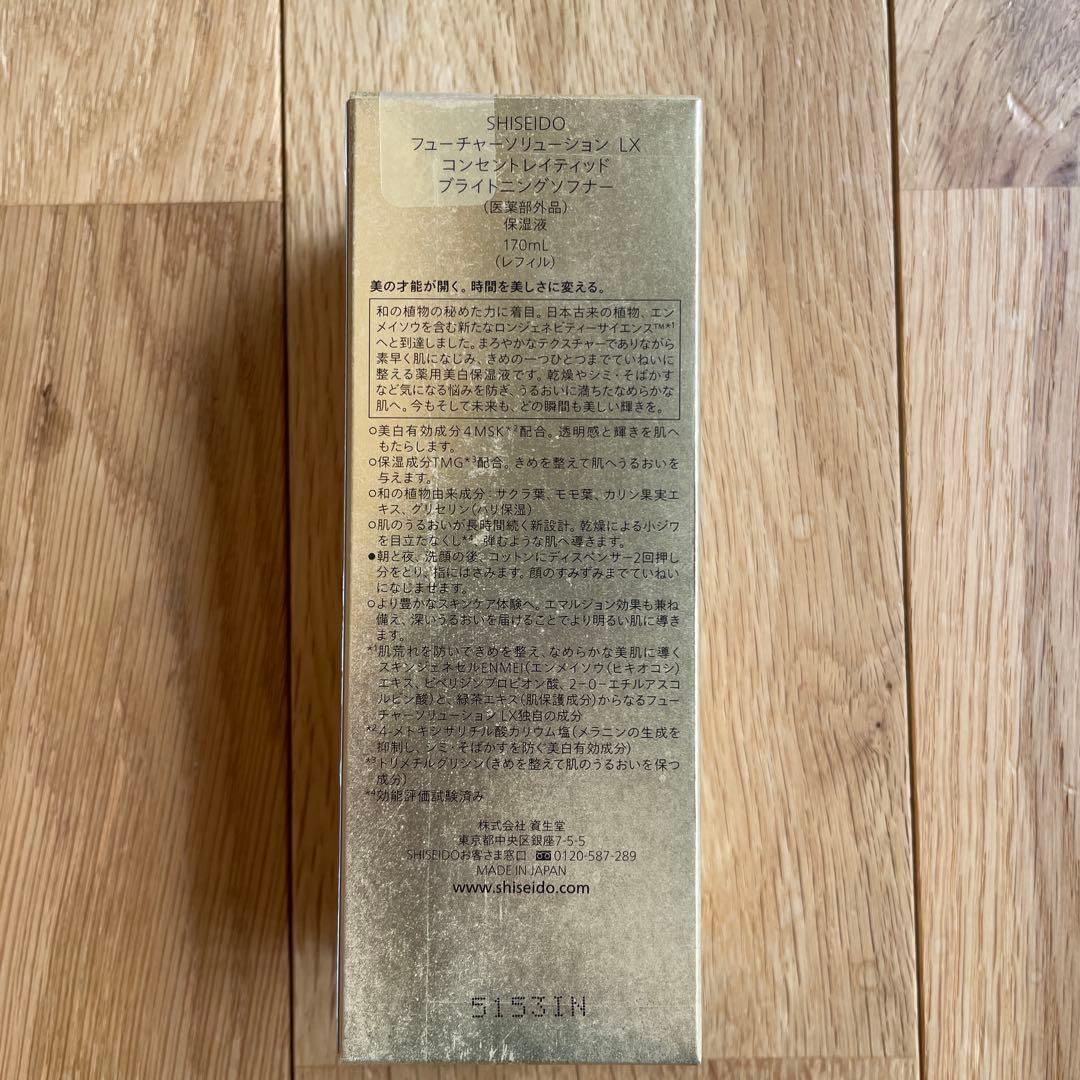 SHISEIDO
フューチャーソリューション LX
コンセントレイティッド
ブライトニングソフナー
(医薬部外品)
保湿液
170mL
(レフィル)
美の才能が開く。時間を美しさに変える。
和の植物の秘めた力に着目。日本古来の植物、エン
メイソウを含む新たなロンジェネビティーサイエンス™*1
へと到達しました。まろやかなテクスチャーでありながら
素早く肌になじみ、きめの一つひとつまでていねいに
整える薬用美白保湿液です。乾燥やシミ・そばかす
など気になる悩みを防ぎ、うるおいに満ちたなめらかな
肌へ。今もそして未来も、どの瞬間も美しい輝きを。
○美白有効成分4MSK*2配合。透明感と輝きを肌へ
もたらします。
○保湿成分TMG*3配合。きめを整えて肌へうるおいを
与えます。
○和の植物由来成分：サクラ葉、モモ葉、カリン果実エ
キス、グリセリン(ハリ保湿)
○肌のうるおいが長時間続く新設計。乾燥による小ジワ
を目立たなくし*4、弾むような肌へ導きます。
●朝と夜、洗顔の後、コットンにディスペンサー2回押し
分をとり、指にはさみます。顔のすみずみまでていねい
になじませます。
○より豊かなスキンケア体験へ。エマルジョン効果も兼ね
備え、深いうるおいを届けることでより明るい肌に導き
ます。
*1肌荒れを防いできめを整え、なめらかな美肌に導く
スキンジェネセルENMEI(エンメイソウ(ヒキオコシ)
エキス、ピペリジンプロピオン酸、2-O-エチルアスコ
ルビン酸)と、緑茶エキス(肌保護成分)からなるフュー
チャーソリューション LX独自の成分
*24-メトキシサリチル酸カリウム塩(メラニンの生成を
抑制し、シミ・そばかすを防ぐ美白有効成分)
*3トリメチルグリシン(きめを整えて肌のうるおいを保つ
成分)
*4効能評価試験済み
株式会社 資生堂
東京都中央区銀座7-5-5
SHISEIDOお客さま窓口 0120-587-289
MADE IN JAPAN
www.shiseido.com
5153IN